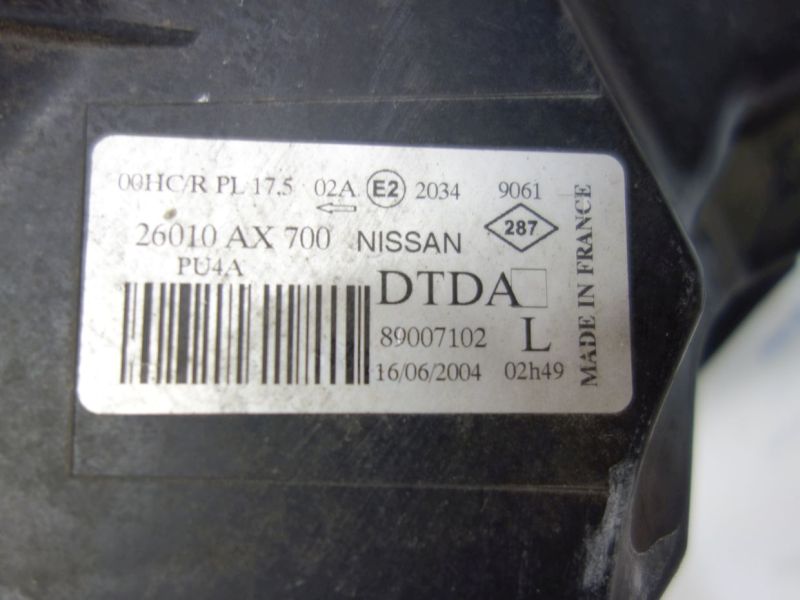 00HC/R PL 17,5 02A E2 2034 9061
26010 AX 700 NISSAN 287
PU4A
DTDA
89007102 L
16/06/2004 02h49
MADE IN FRANCE